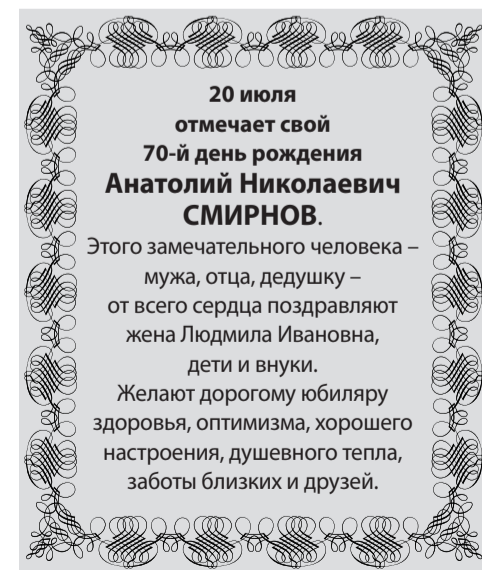 20 июля
отмечает свой
70-й день рождения
Анатолий Николаевич
СМИРНОВ.
Этого замечательного человека –
мужа, отца, дедушку –
от всего сердца поздравляют
жена Людмила Ивановна,
дети и внуки.
Желают дорогому юбиляру
здоровья, оптимизма, хорошего
настроения, душевного тепла,
заботы близких и друзей.